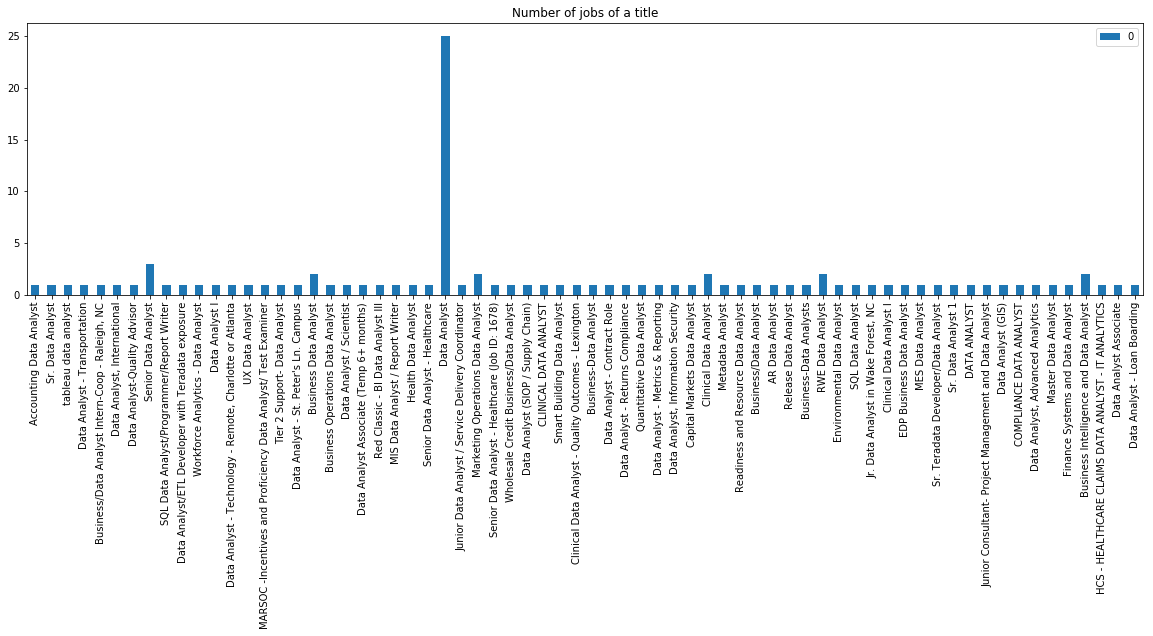 Number of jobs of a title
0
25
20
15
10
5
0
Accounting Data Analyst
Sr. Data Analyst
tableau data analyst
Data Analyst - Transportation
Business/Data Analyst Intern-Coop - Raleigh, NC
Data Analyst, International
Data Analyst-Quality Advisor
Senior Data Analyst
SQL Data Analyst/Programmer/Report Writer
Data Analyst/ETL Developer with Teradata exposure
Workforce Analytics - Data Analyst
Data Analyst I
Data Analyst - Technology - Remote, Charlotte or Atlanta
UX Data Analyst
MARSOC -Incentives and Proficiency Data Analyst/ Test Examiner
Tier 2 Support- Data Analyst
Data Analyst - St. Peter's Ln. Campus
Business Data Analyst
Business Operations Data Analyst
Data Analyst / Scientist
Data Analyst Associate (Temp 6+ months)
Red Classic - BI Data Analyst III
MIS Data Analyst / Report Writer
Health Data Analyst
Senior Data Analyst - Healthcare
Data Analyst
Junior Data Analyst / Service Delivery Coordinator
Marketing Operations Data Analyst
Senior Data Analyst - Healthcare (Job ID: 1678)
Wholesale Credit Business/Data Analyst
Data Analyst (SIOP / Supply Chain)
CLINICAL DATA ANALYST
Smart Building Data Analyst
Clinical Data Analyst - Quality Outcomes - Lexington
Business-Data Analyst
Data Analyst - Contract Role
Data Analyst - Returns Compliance
Quantitative Data Analyst
Data Analyst - Metrics & Reporting
Data Analyst, Information Security
Capital Markets Data Analyst
Clinical Data Analyst
Metadata Analyst
Readiness and Resource Data Analyst
Business/Data Analyst
AR Data Analyst
Release Data Analyst
Business-Data Analysts
RWE Data Analyst
Environmental Data Analyst
SQL Data Analyst
Jr. Data Analyst in Wake Forest, NC
Clinical Data Analyst I
EDP Business Data Analyst
MES Data Analyst
Sr. Teradata Developer/Data Analyst
Sr. Data Analyst 1
DATA ANALYST
Junior Consultant- Project Management and Data Analyst
Data Analyst (GIS)
COMPLIANCE DATA ANALYST
Data Analyst, Advanced Analytics
Master Data Analyst
Finance Systems and Data Analyst
Business Intelligence and Data Analyst
HCS - HEALTHCARE CLAIMS DATA ANALYST - IT ANALYTICS
Data Analyst Associate
Data Analyst - Loan Boarding